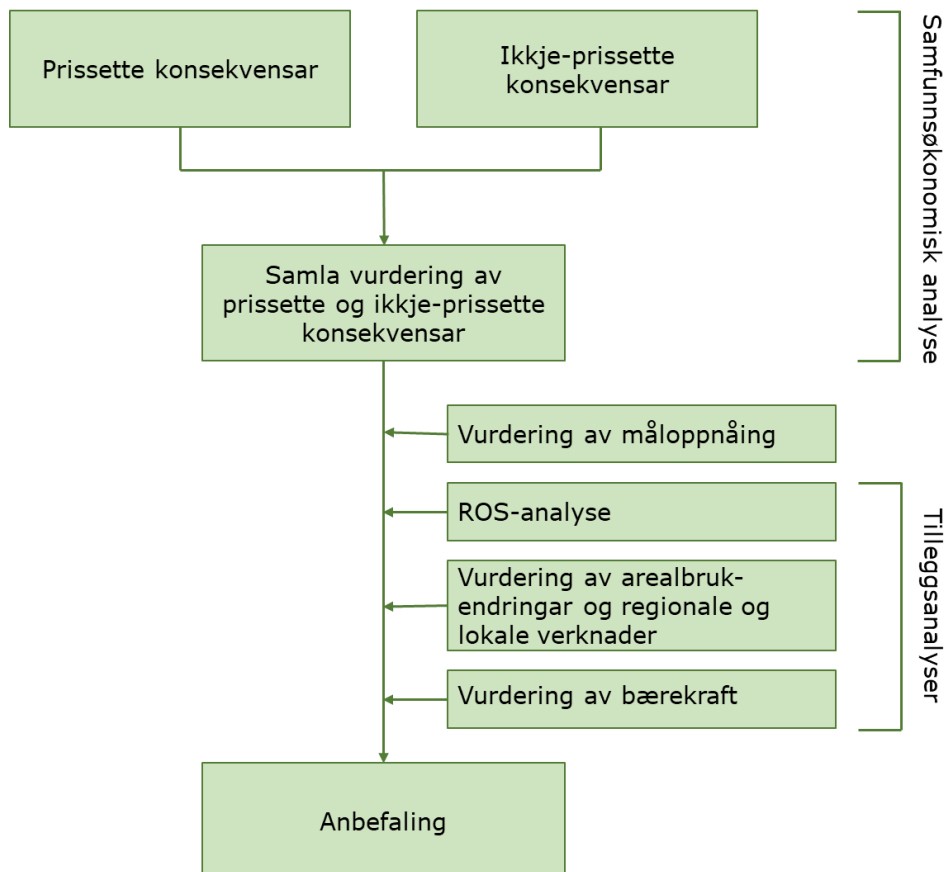 Prissette konsekvensar
Ikkje-prissette
konsekvensar
Samfunnsøkonomisk analyse
Samla vurdering av
prissette og ikkje-prissette
konsekvensar
Vurdering av måloppnåing
ROS-analyse
Vurdering av arealbruk-
endringar og regionale og
lokale verknader
Vurdering av bærekraft
Tilleggsanalyser
Anbefaling